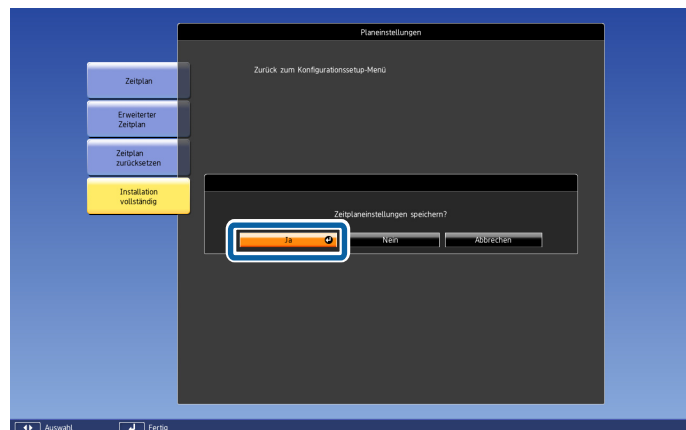 Planeinstellungen
Zurück zum Konfigurationssetup-Menü
Zeitplan
Erweiterter
Zeitplan
Zeitplan
zurücksetzen
Installation
vollständig
Zeitplaneinstellungen speichern?
Ja
Nein
Abbrechen
Auswahl
Fertig